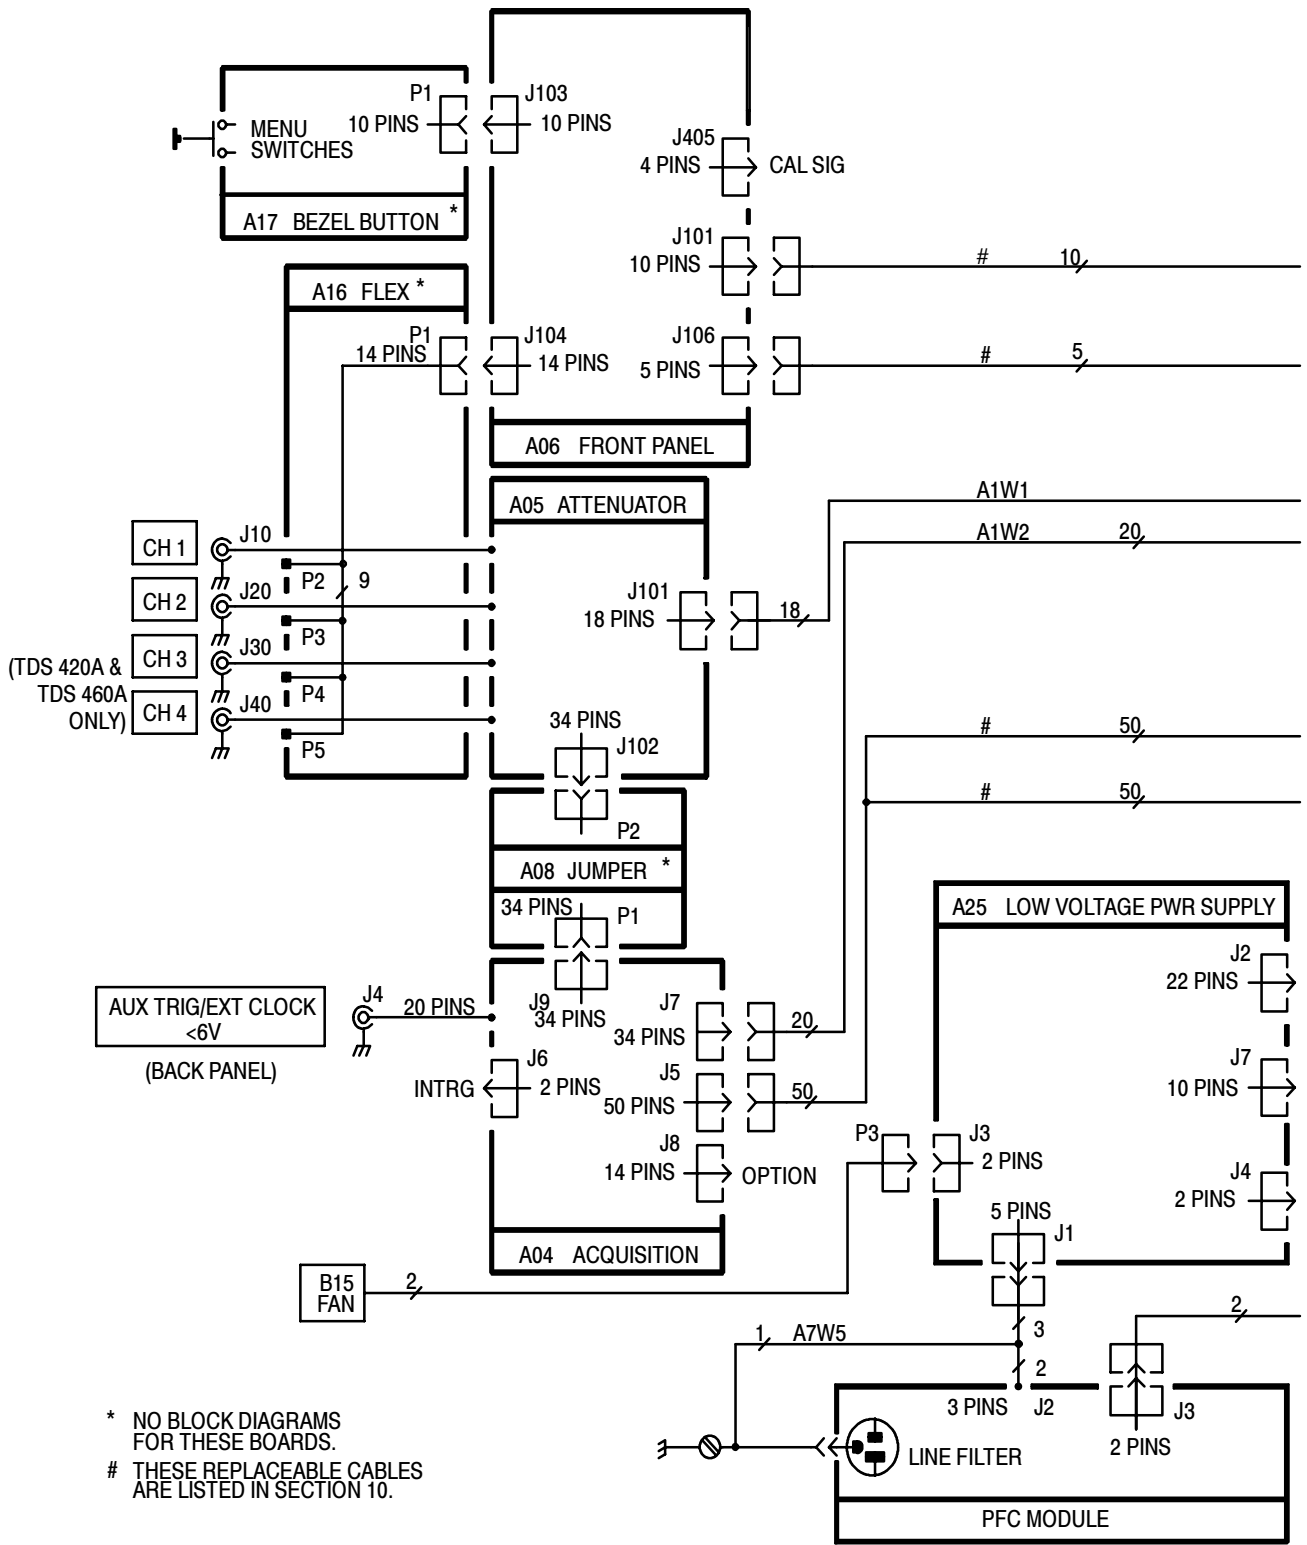 P1
J103
10 PINS
10 PINS
MENU
SWITCHES
J405
4 PINS
CAL SIG
A17 BEZEL BUTTON *
J101
10 PINS
#
10
A16 FLEX *
P1
14 PINS
J104
14 PINS
J106
5 PINS
#
5
A06 FRONT PANEL
A05 ATTENUATOR
A1W1
A1W2
20
CH 1
J10
P2
9
CH 2
J20
P3
J101
18 PINS
18
(TDS 420A &
TDS 460A
ONLY)
CH 3
J30
P4
CH 4
J40
P5
34 PINS
J102
#
50
#
50
P2
A08 JUMPER *
34 PINS
P1
A25 LOW VOLTAGE PWR SUPPLY
J2
22 PINS
AUX TRIG/EXT CLOCK
<6V
(BACK PANEL)
J4
20 PINS
J9
34 PINS
J7
34 PINS
20
J6
INTRG
2 PINS
J5
50 PINS
50
J7
10 PINS
J8
14 PINS
OPTION
P3
J3
2 PINS
J4
2 PINS
5 PINS
J1
A04 ACQUISITION
B15
FAN
2
3
2
1
A7W5
2
3 PINS
J2
J3
2 PINS
LINE FILTER
PFC MODULE
* NO BLOCK DIAGRAMS
FOR THESE BOARDS.
# THESE REPLACEABLE CABLES
ARE LISTED IN SECTION 10.